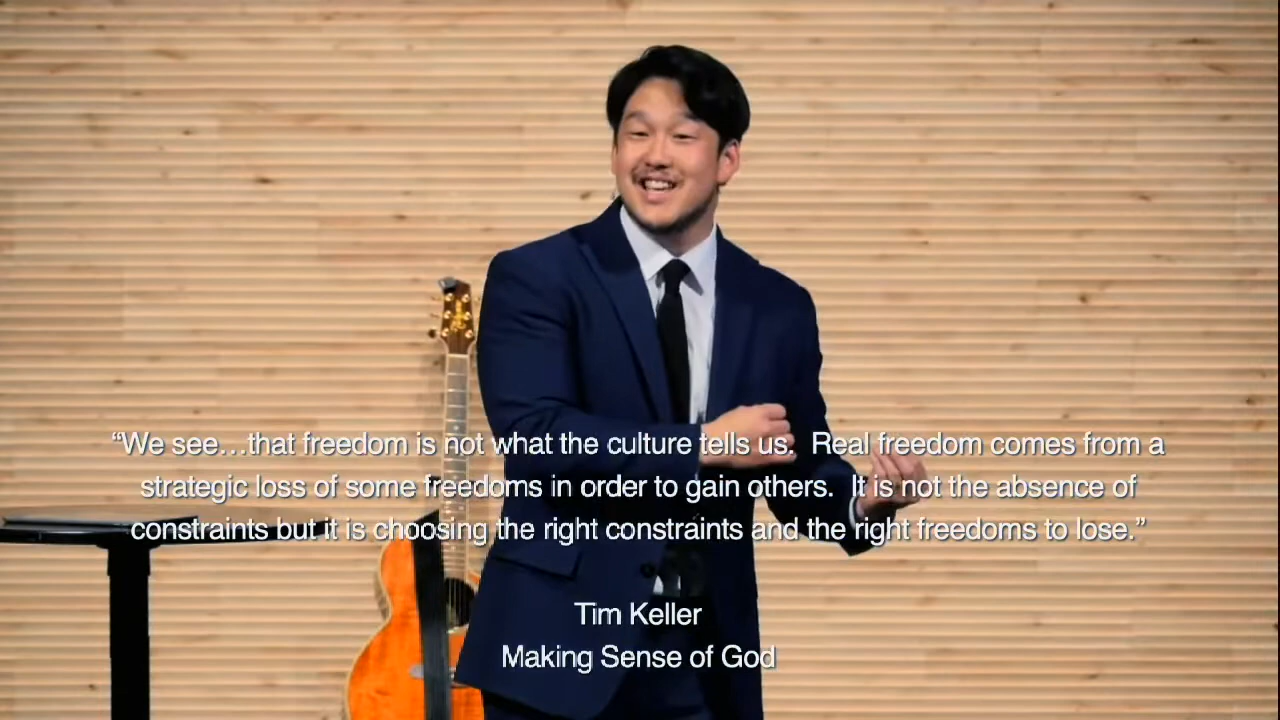 “We see…that freedom is not what the culture tells us.  Real freedom comes from a
strategic loss of some freedoms in order to gain others.  It is not the absence of
constraints but it is choosing the right constraints and the right freedoms to lose.”
Tim Keller
Making Sense of God